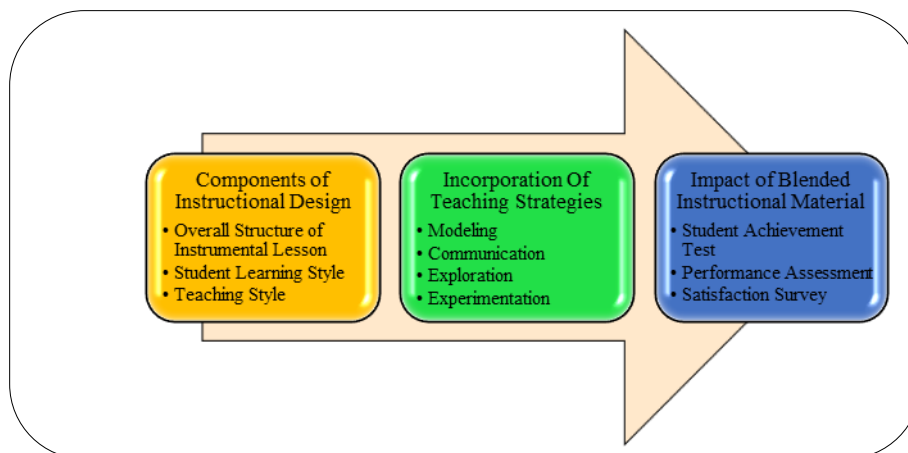 Components of
Instructional Design
• Overall Structure of
Instrumental Lesson
• Student Learning Style
• Teaching Style
Incorporation Of
Teaching Strategies
• Modeling
• Communication
• Exploration
• Experimentation
Impact of Blended
Instructional Material
• Student Achievement
Test
• Performance Assessment
• Satisfaction Survey